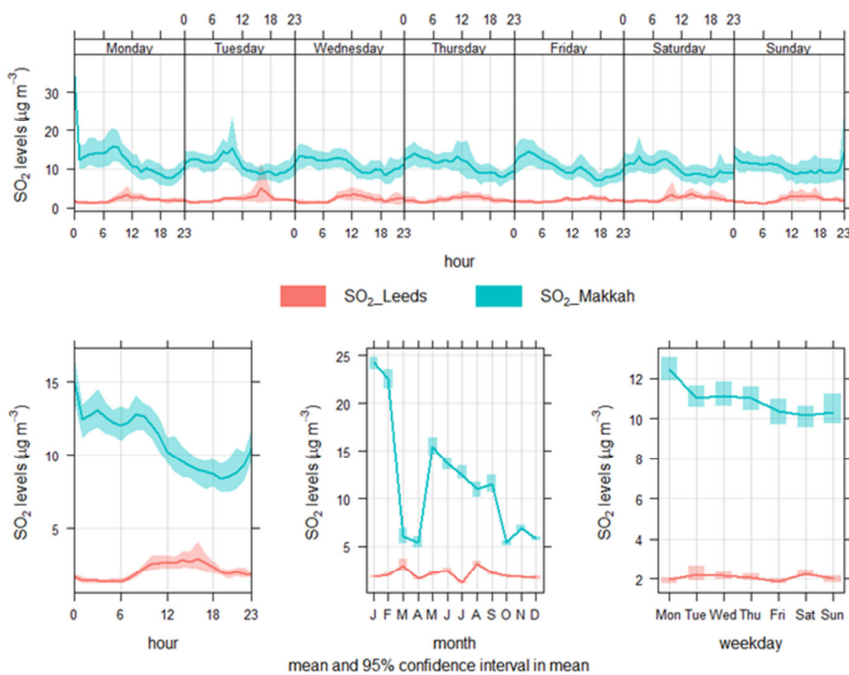 0 6 12 18 23 0 6 12 18 23 0 6 12 18 23
Monday Tuesday Wednesday Thursday Friday Saturday Sunday
SO2 levels (µg m−3)
30
20
10
0
0 6 12 18 23 0 6 12 18 23 0 6 12 18 23 0 6 12 18 23
hour
SO2_Leeds SO2_Makkah
SO2 levels (µg m−3)
15
10
5
0 6 12 18 23
hour
SO2 levels (µg m−3)
25
20
15
10
5
J F M A M J J A S O N D
month
SO2 levels (µg m−3)
12
10
8
6
4
2
Mon Tue Wed Thu Fri Sat Sun
weekday
mean and 95% confidence interval in mean